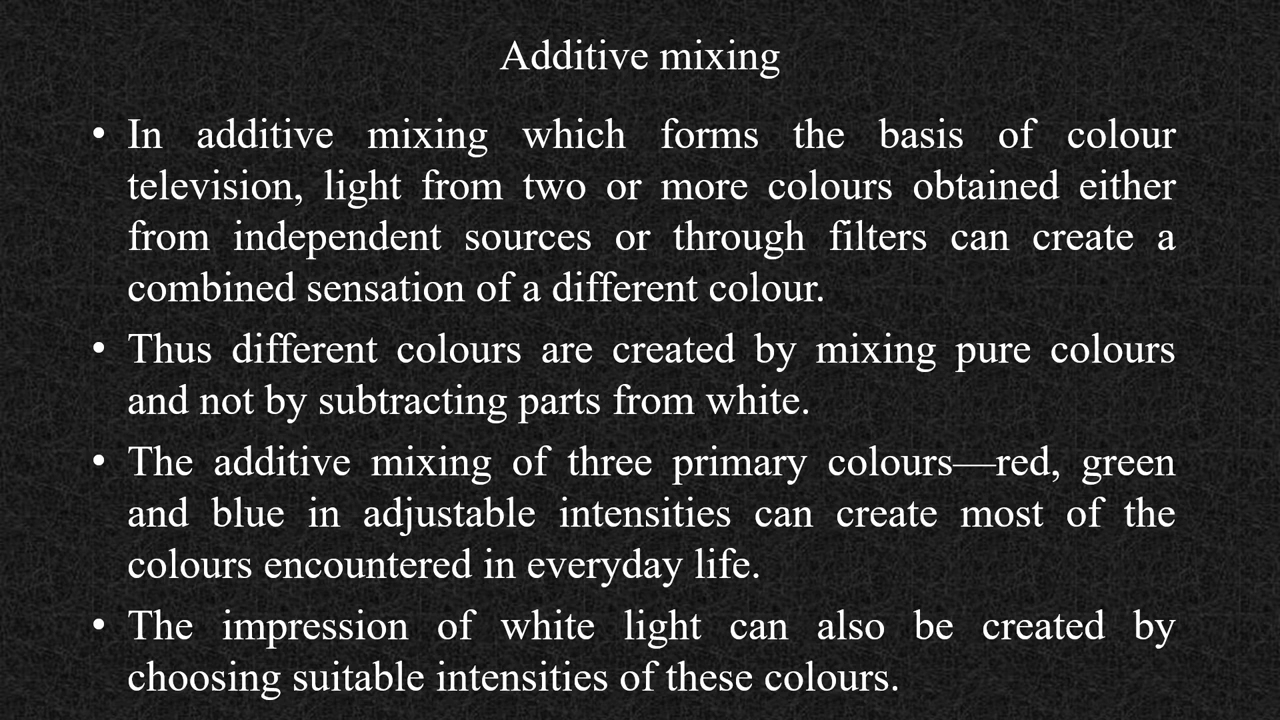 Additive mixing
• In additive mixing which forms the basis of colour
television, light from two or more colours obtained either
from independent sources or through filters can create a
combined sensation of a different colour.
• Thus different colours are created by mixing pure colours
and not by subtracting parts from white.
• The additive mixing of three primary colours—red, green
and blue in adjustable intensities can create most of the
colours encountered in everyday life.
• The impression of white light can also be created by
choosing suitable intensities of these colours.